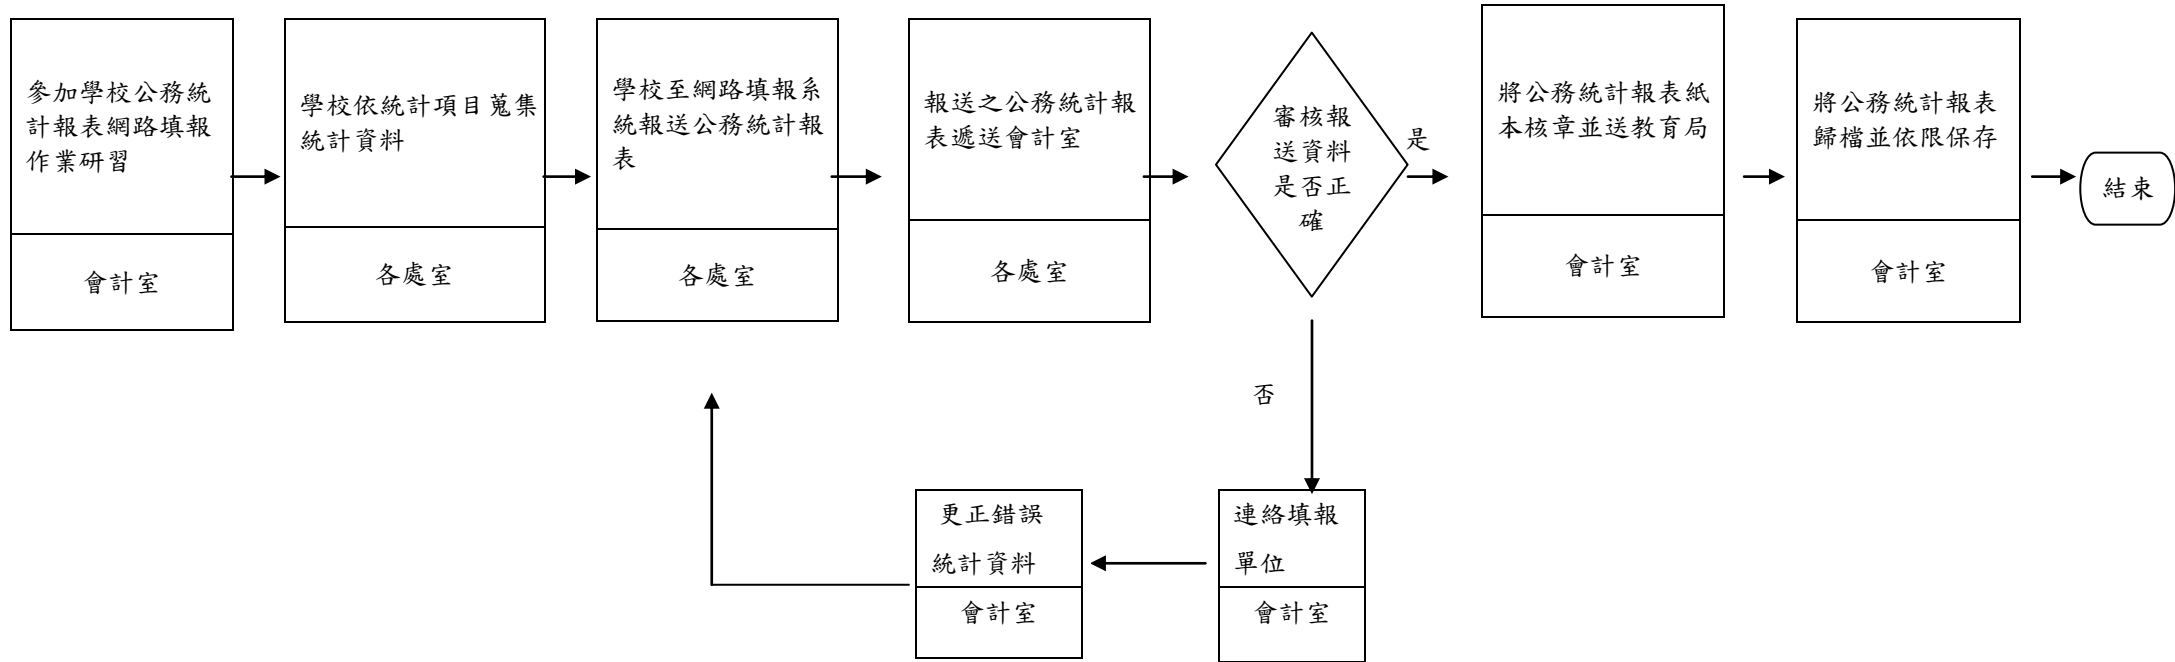 參加學校公務統
計報表網路填報
作業研習
會計室
學校依統計項目蒐集
統計資料
各處室
學校至網路填報系
統報送公務統計報
表
各處室
報送之公務統計報
表遞送會計室
各處室
審核報
送資料
是否正
確
是
否
將公務統計報表紙
本核章並送教育局
會計室
將公務統計報表
歸檔並依限保存
會計室
結束
更正錯誤
統計資料
會計室
連絡填報
單位
會計室